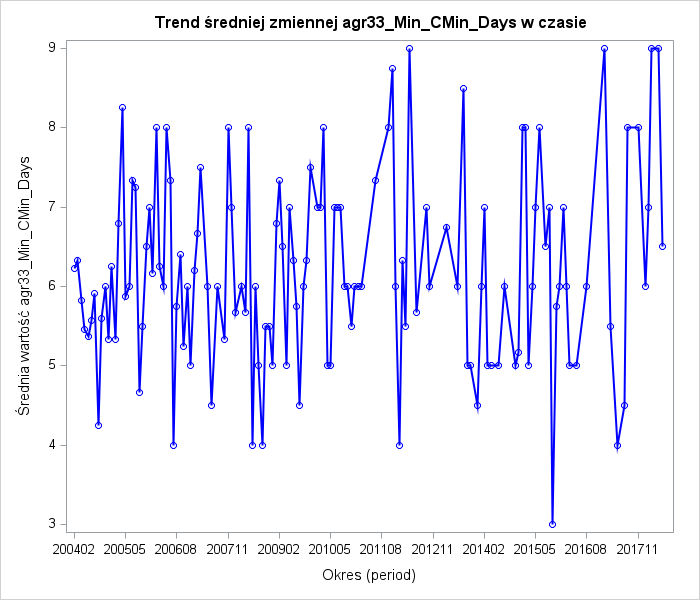 Trend średniej zmiennej agr33_Min_CMin_Days w czasie
Średnia wartość agr33_Min_CMin_Days
9
8
7
6
5
4
3
200402 200505 200608 200711 200902 201005 201108 201211 201402 201505 201608 201711
Okres (period)